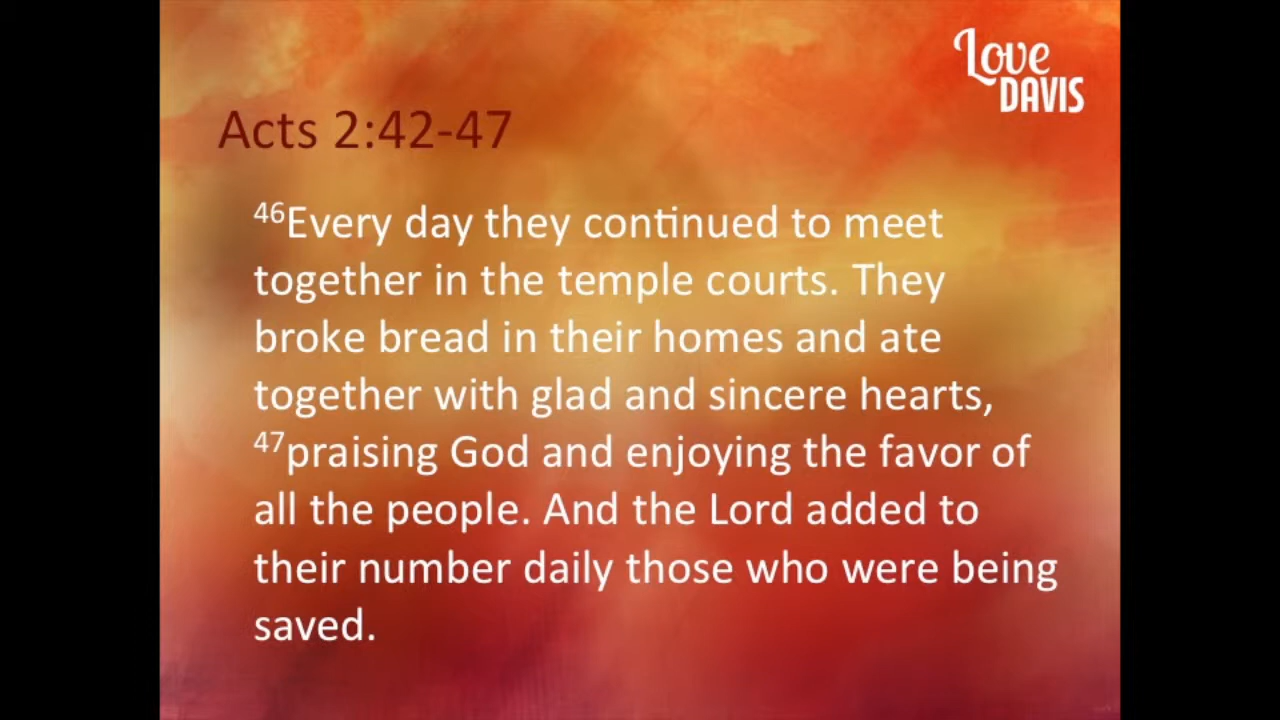 Love
DAVIS
Acts 2:42-47
46Every day they continued to meet
together in the temple courts. They
broke bread in their homes and ate
together with glad and sincere hearts,
47praising God and enjoying the favor of
all the people. And the Lord added to
their number daily those who were being
saved.